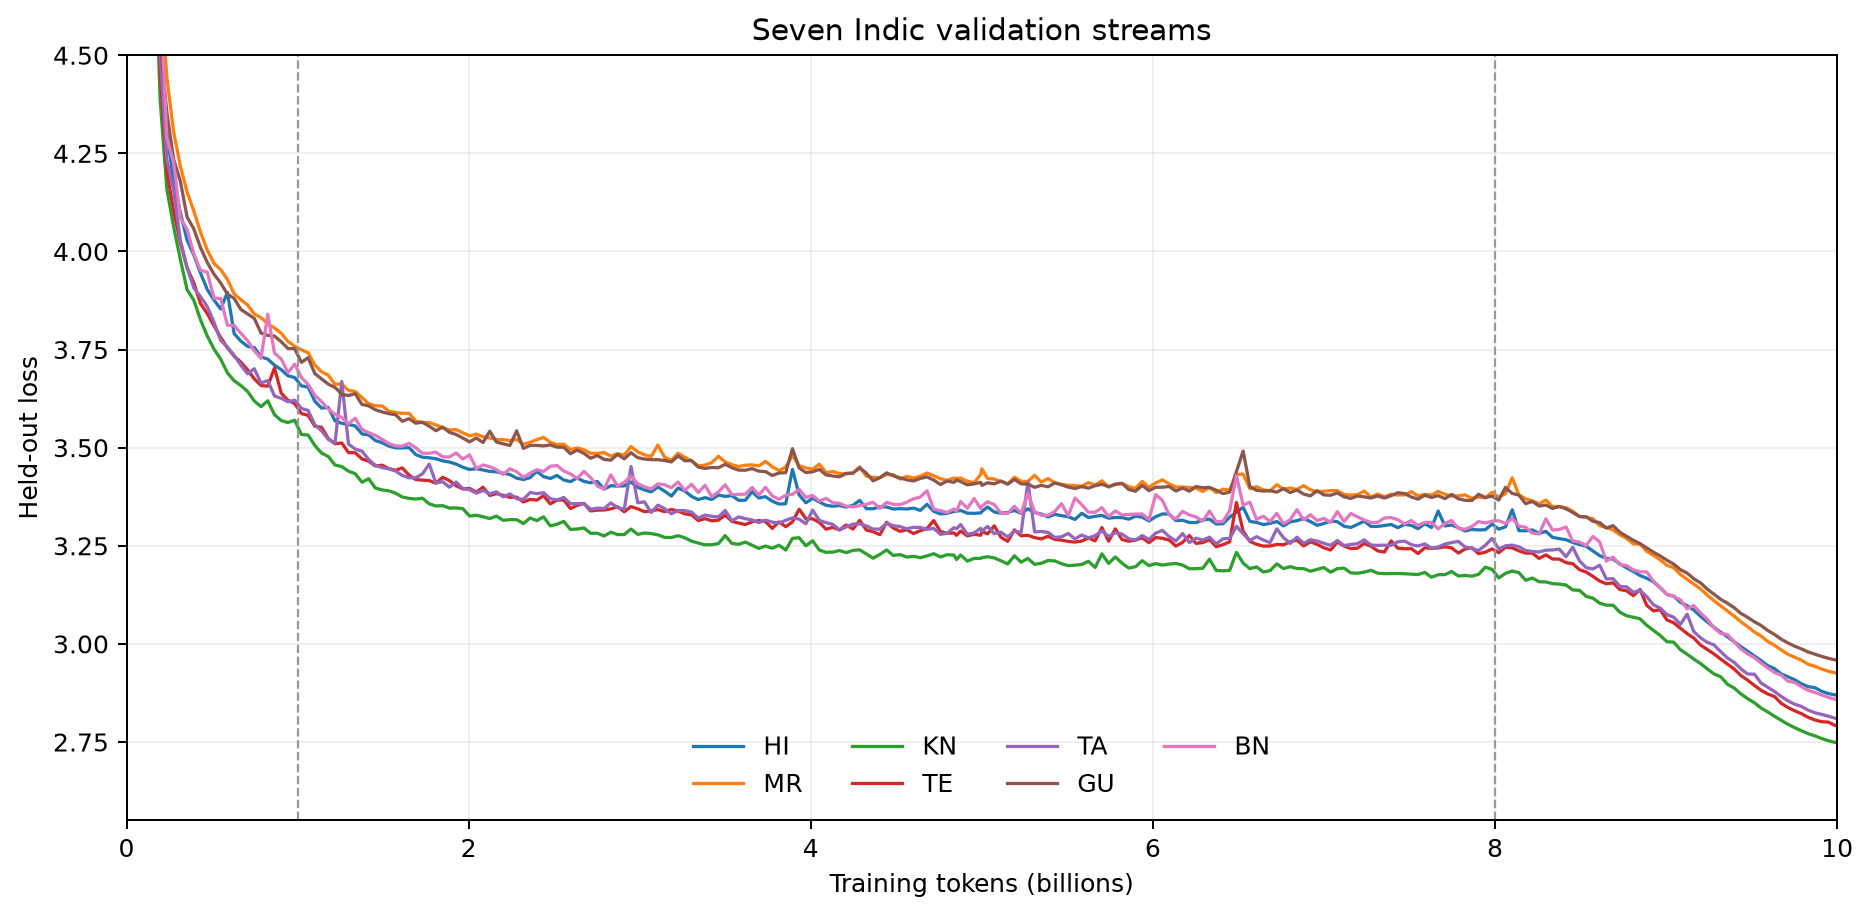 Seven Indic validation streams
4.50
4.25
4.00
3.75
3.50
3.25
3.00
2.75
Held-out loss
HI KN TA BN
MR TE GU
0 2 4 6 8 10
Training tokens (billions)